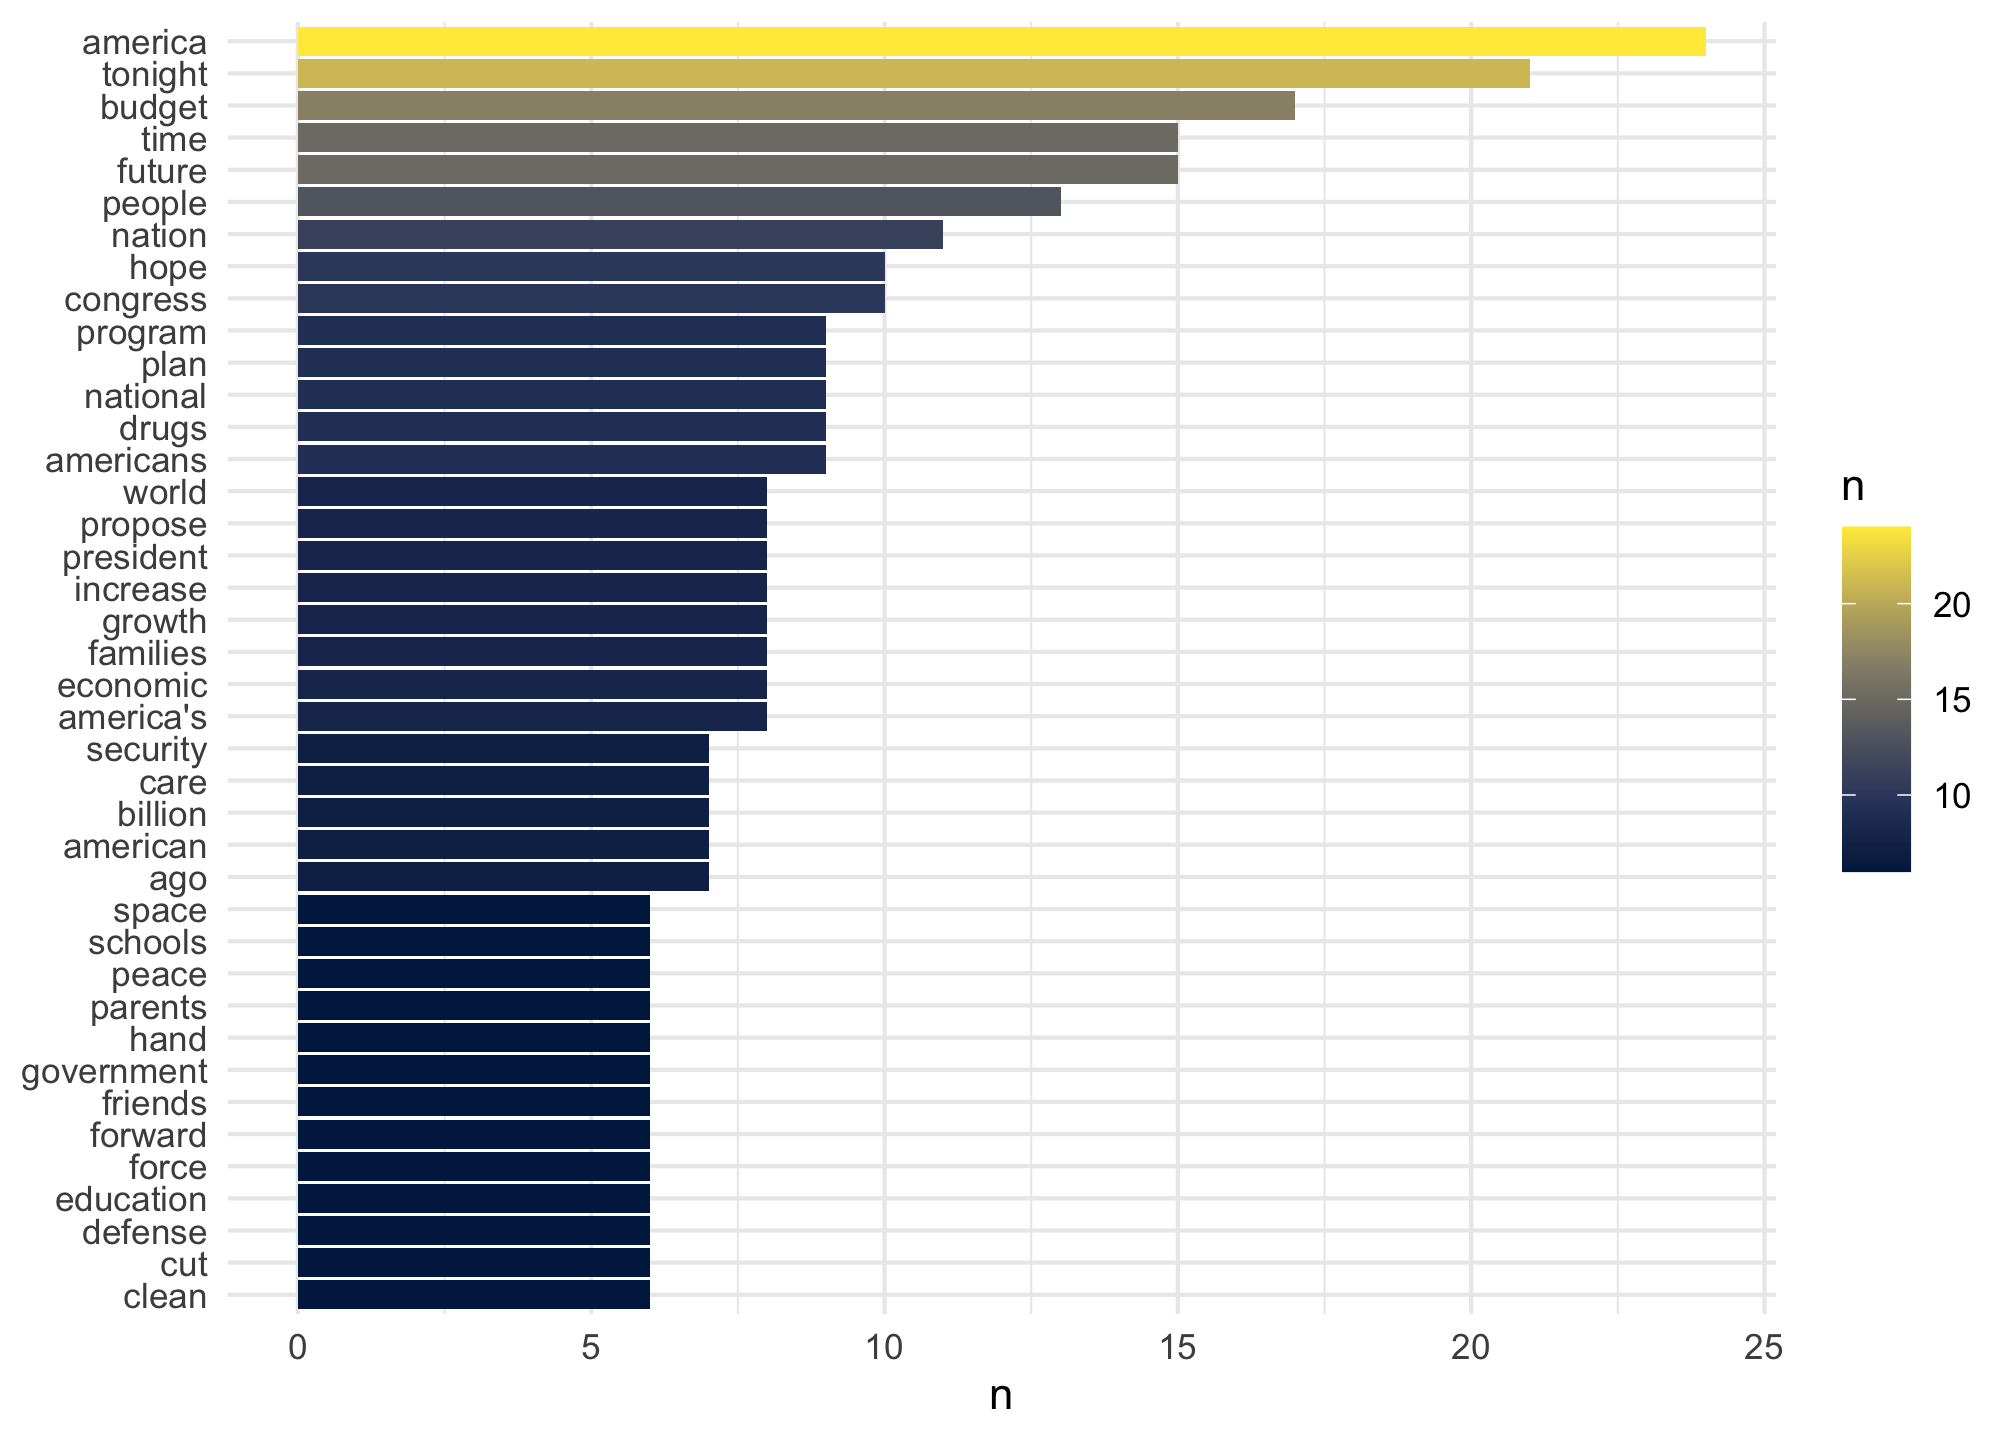 america
tonight
budget
time
future
people
nation
hope
congress
program
plan
national
drugs
americans
world
propose
president
increase
growth
families
economic
america's
security
care
billion
american
ago
space
schools
peace
parents
hand
government
friends
forward
force
education
defense
cut
clean
0 5 10 15 20 25
n
n
20
15
10